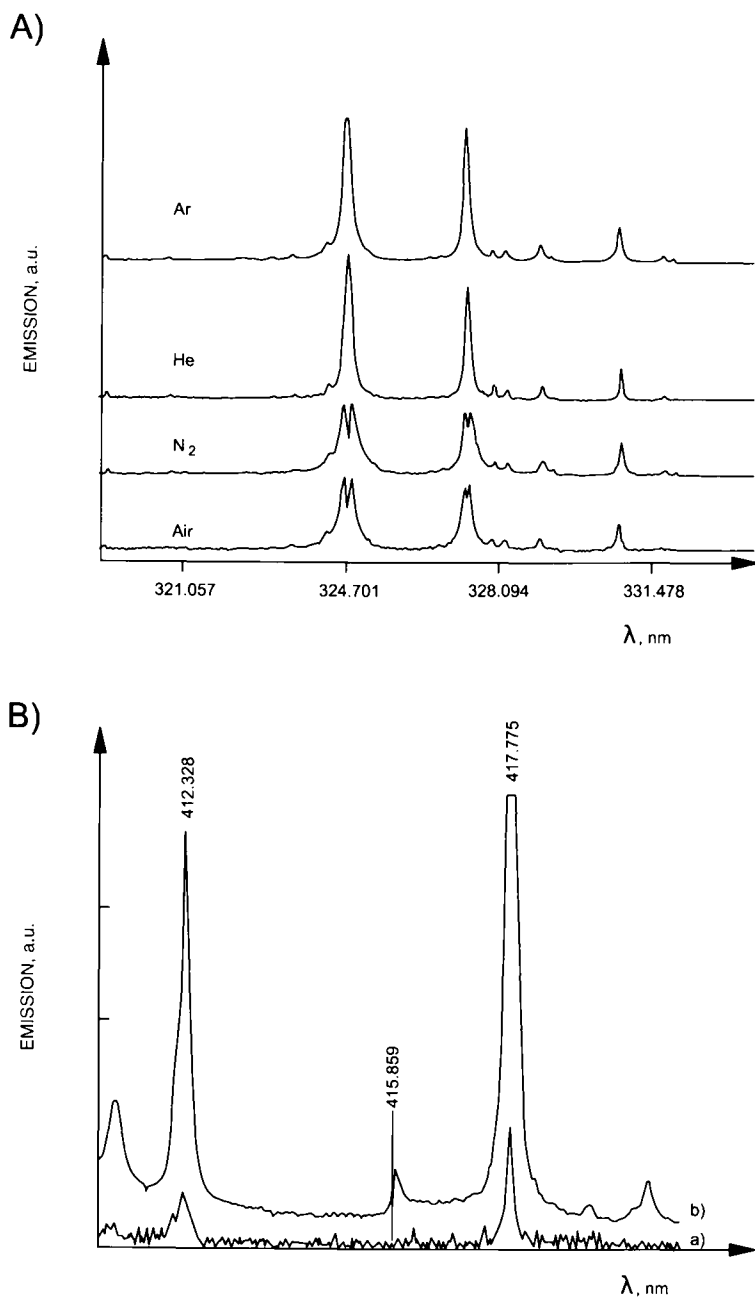 A)
EMISSION, a.u.
Ar
He
N2
Air
321.057 324.701 328.094 331.478
λ, nm
B)
EMISSION, a.u.
412.328
415.859
417.775
b)
a)
λ, nm